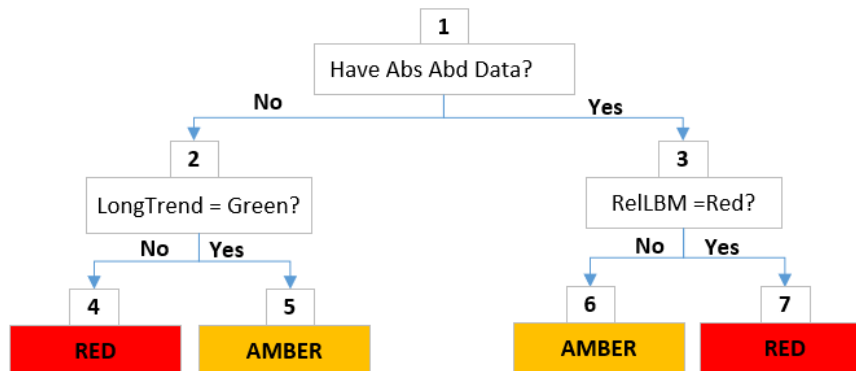 1
Have Abs Abd Data?
No
Yes
2
3
LongTrend = Green?
RelLBM =Red?
No
Yes
No
Yes
4
5
6
7
RED
AMBER
AMBER
RED